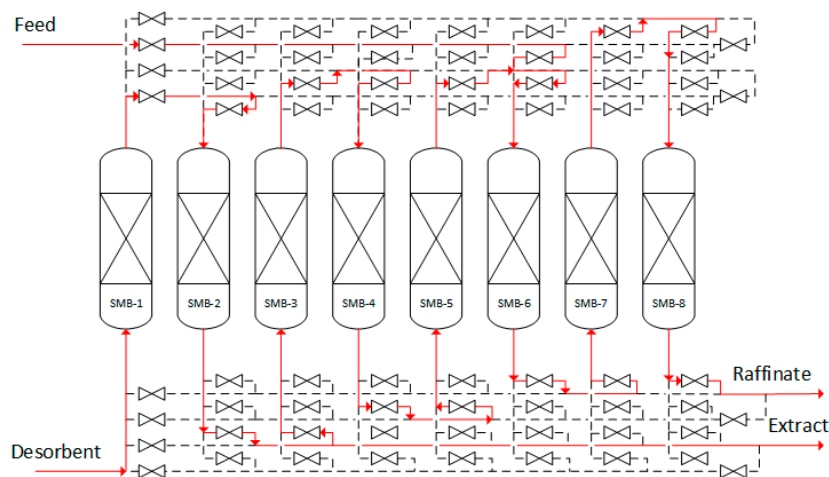 Feed
SMB-1
SMB-2
SMB-3
SMB-4
SMB-5
SMB-6
SMB-7
SMB-8
Raffinate
Extract
Desorbent